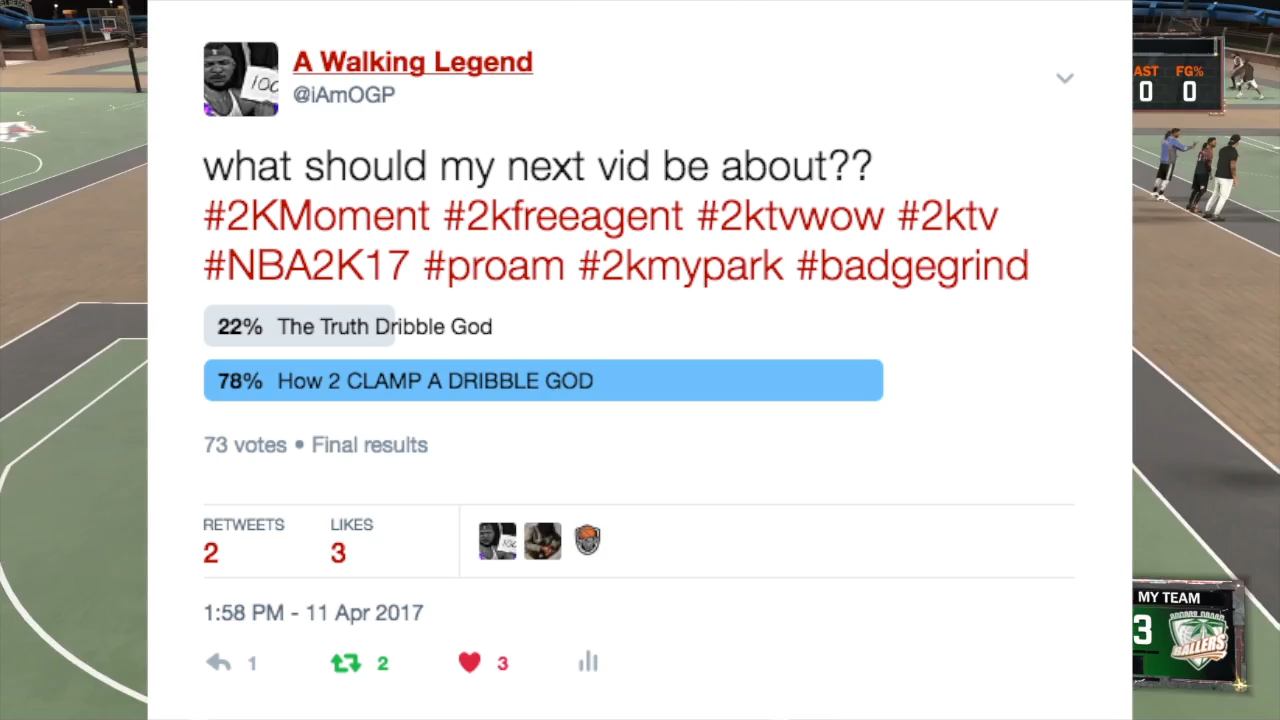 A Walking Legend
@iAmOGP
what should my next vid be about??
#2KMoment #2kfreeagent #2ktvwow #2ktv
#NBA2K17 #proam #2kmypark #badgegrind
22% The Truth Dribble God
78% How 2 CLAMP A DRIBBLE GOD
73 votes • Final results
RETWEETS LIKES
2 3
1:58 PM - 11 Apr 2017
1 2 3
AST FG%
0 0
MY TEAM
3
BALLERS